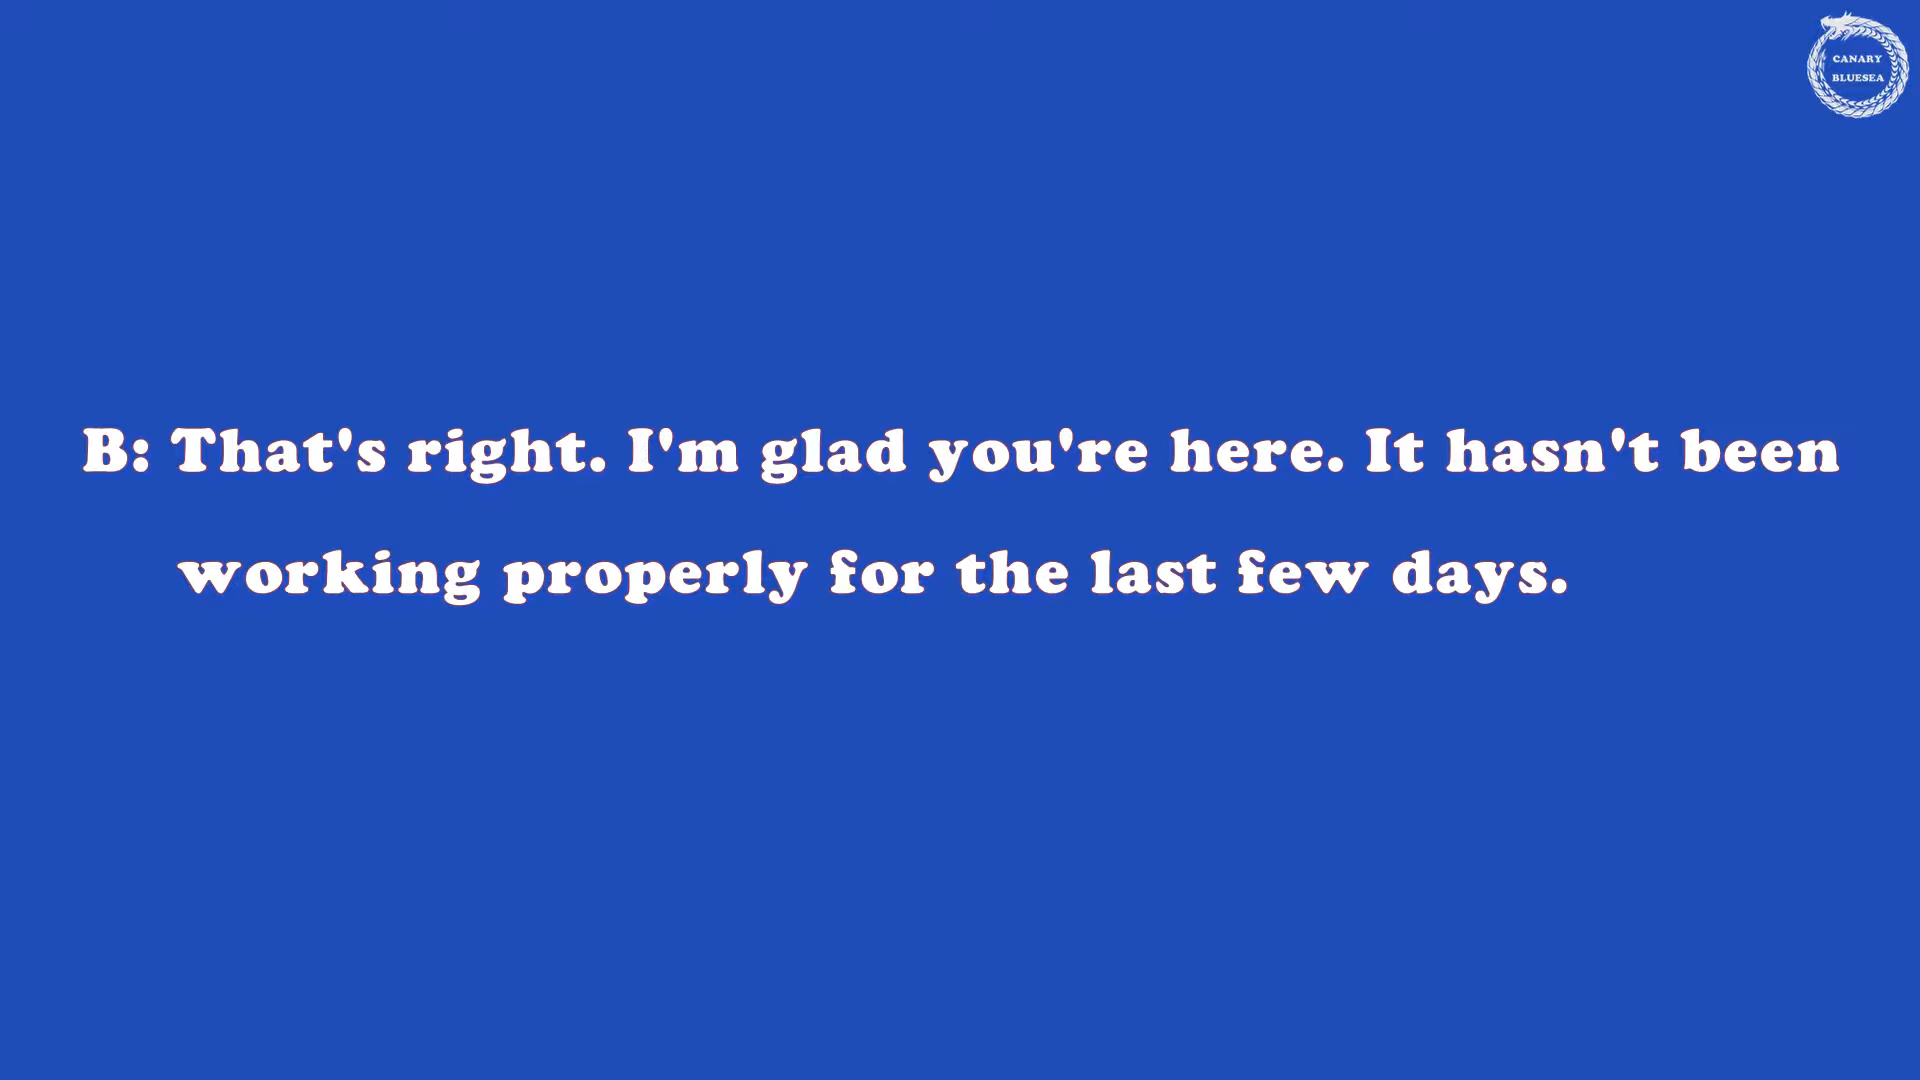 CANARY
BLUESEA
B: That's right. I'm glad you're here. It hasn't been
working properly for the last few days.